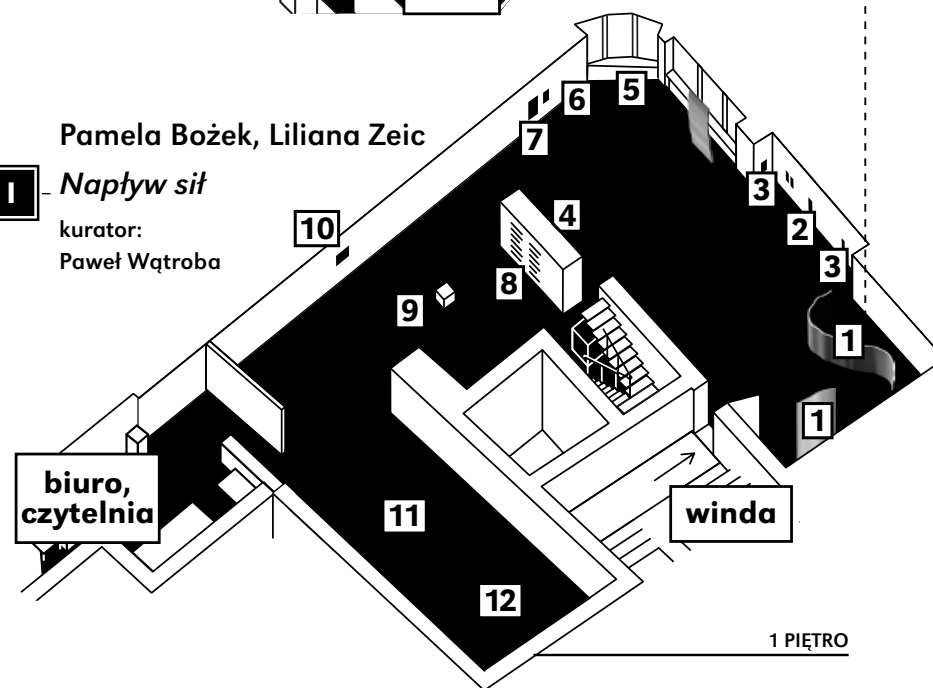 Pamela Bożek, Liliana Zeic
I
Napływ sił
kurator:
Paweł Wątroba
5
6
7
3
4
10
2
3
8
9
1
1
biuro,
czytelnia
11
winda
12
1 PIĘTRO